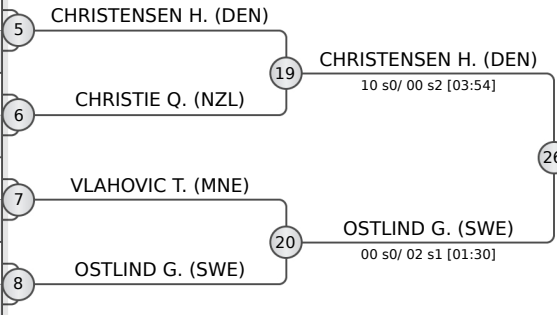 CHRISTENSEN H. (DEN)
5
19
CHRISTENSEN H. (DEN)
10 s0/ 00 s2 [03:54]
CHRISTIE Q. (NZL)
6
26
VLAHOVIC T. (MNE)
7
20
OSTLIND G. (SWE)
00 s0/ 02 s1 [01:30]
OSTLIND G. (SWE)
8